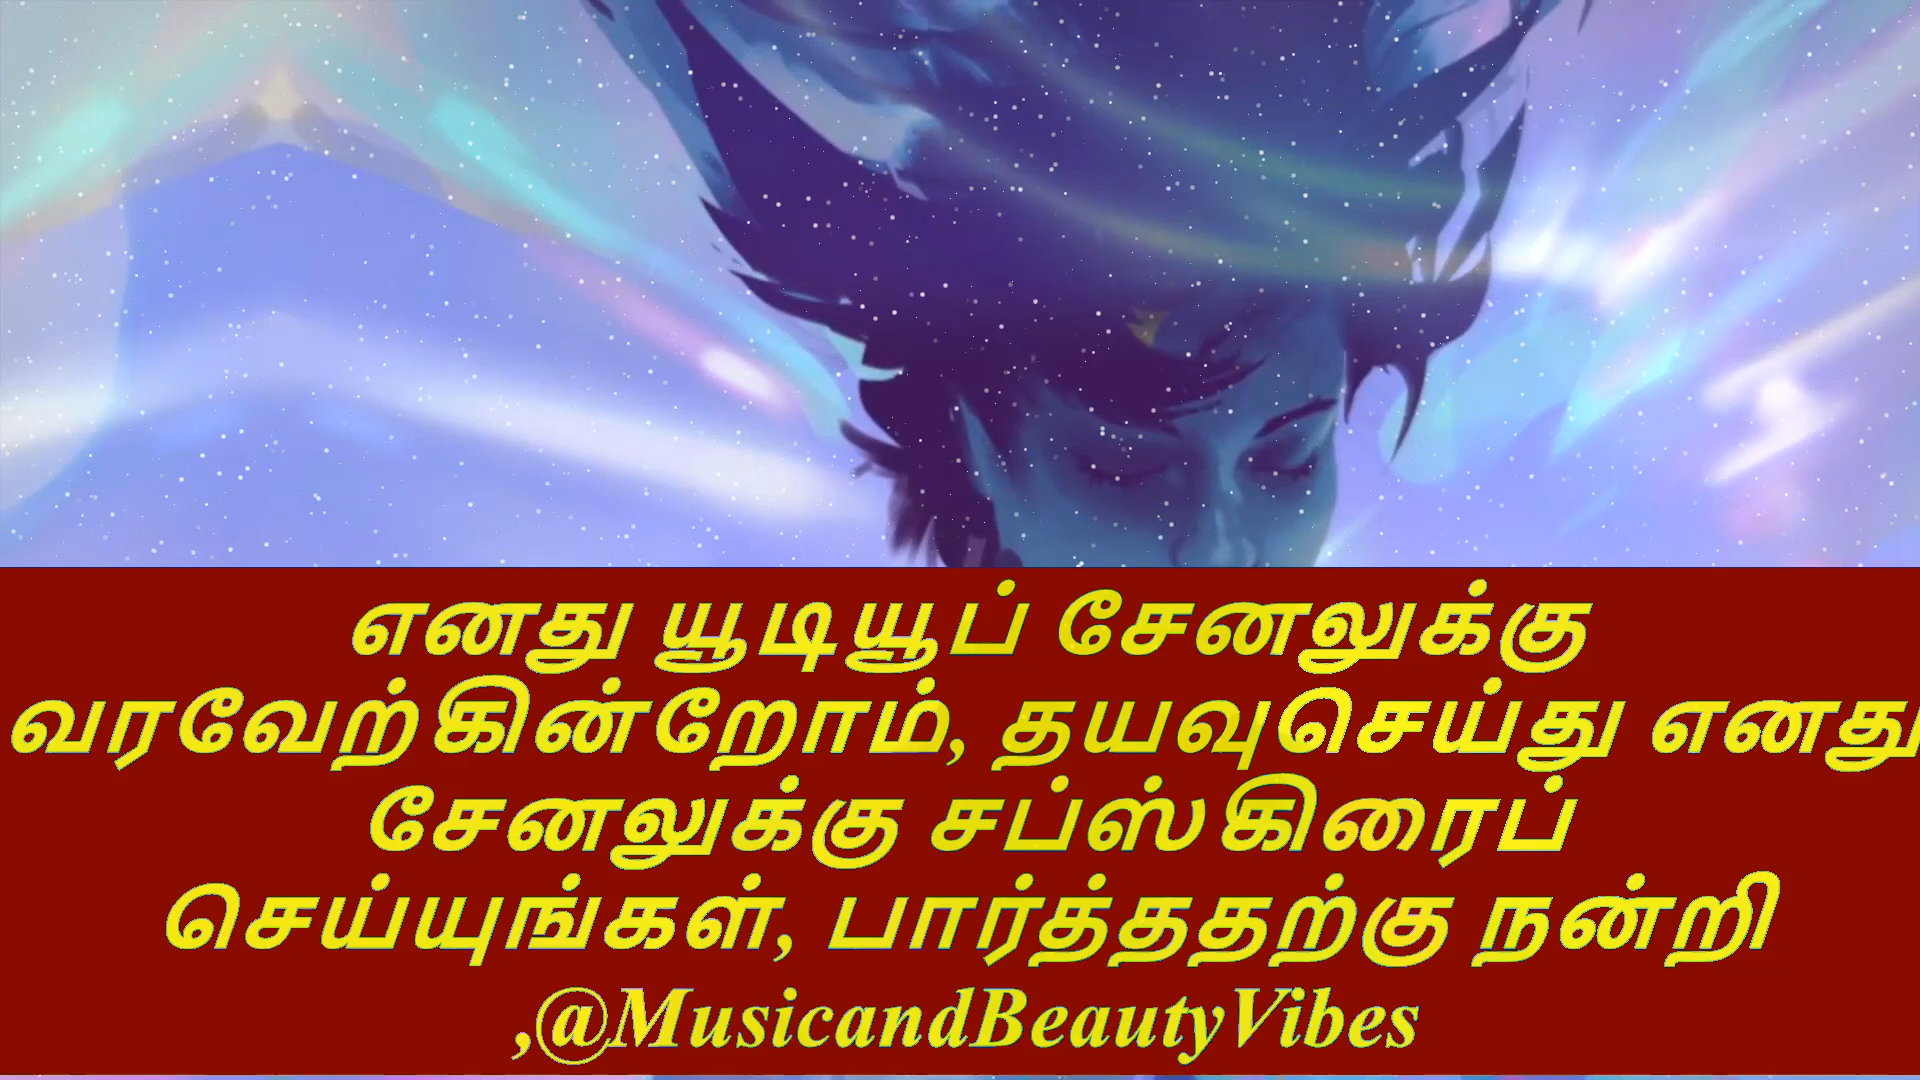 எனது யூடியூப் சேனலுக்கு
வரவேற்கின்றோம், தயவுசெய்து எனது
சேனலுக்கு சப்ஸ்கிரைப்
செய்யுங்கள், பார்த்ததற்கு நன்றி
,@MusicandBeautyVibes